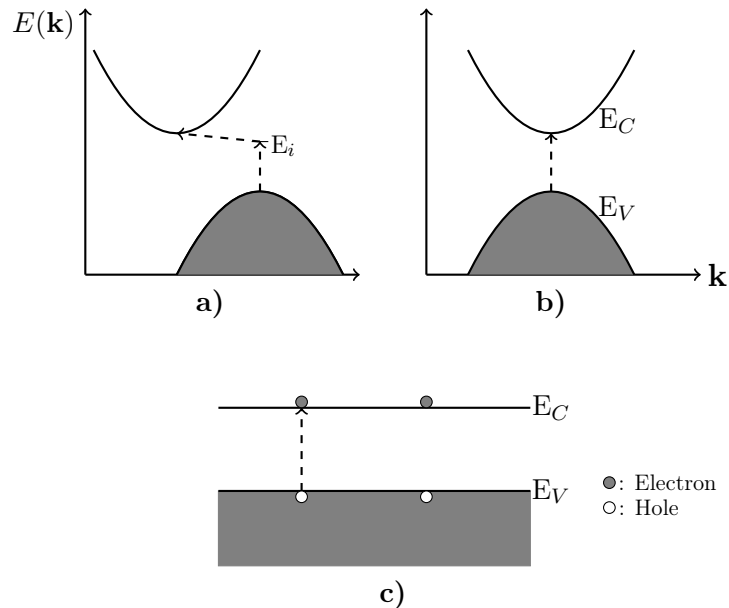 E(k)
E_i
a)
E_C
E_V
k
b)
E_C
E_V
: Electron
: Hole
c)